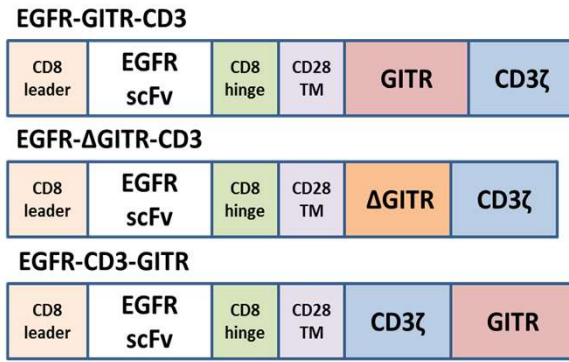 EGFR-GITR-CD3
CD8 leader EGFR scFv CD8 hinge CD28 TM GITR CD3ζ
EGFR-ΔGITR-CD3
CD8 leader EGFR scFv CD8 hinge CD28 TM ΔGITR CD3ζ
EGFR-CD3-GITR
CD8 leader EGFR scFv CD8 hinge CD28 TM CD3ζ GITR